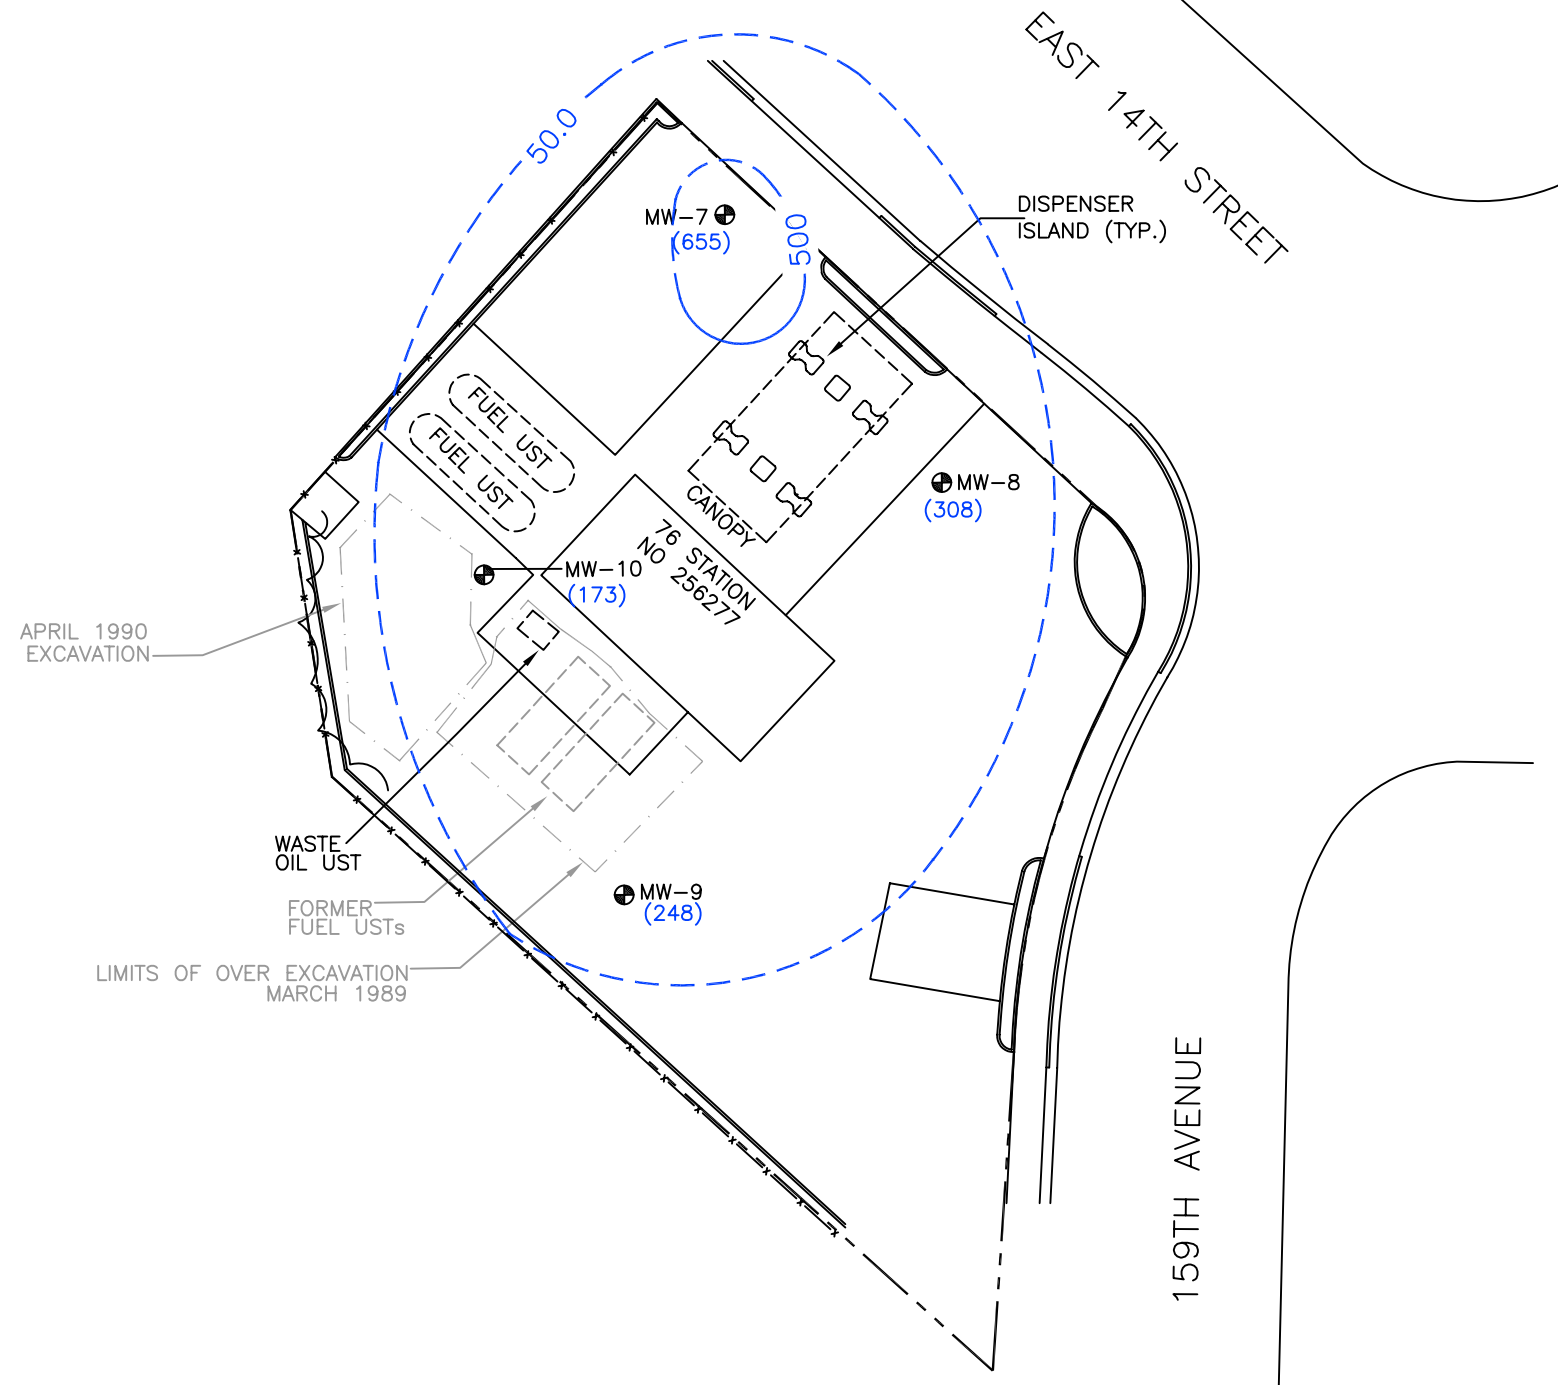 EAST 14TH STREET
50.0
MW-7
(655)
500
DISPENSER
ISLAND (TYP.)
FUEL UST
FUEL UST
CANOPY
MW-8
(308)
76 STATION
NO 256277
MW-10
(173)
APRIL 1990
EXCAVATION
WASTE
OIL UST
FORMER
FUEL USTs
MW-9
(248)
LIMITS OF OVER EXCAVATION
MARCH 1989
159TH AVENUE